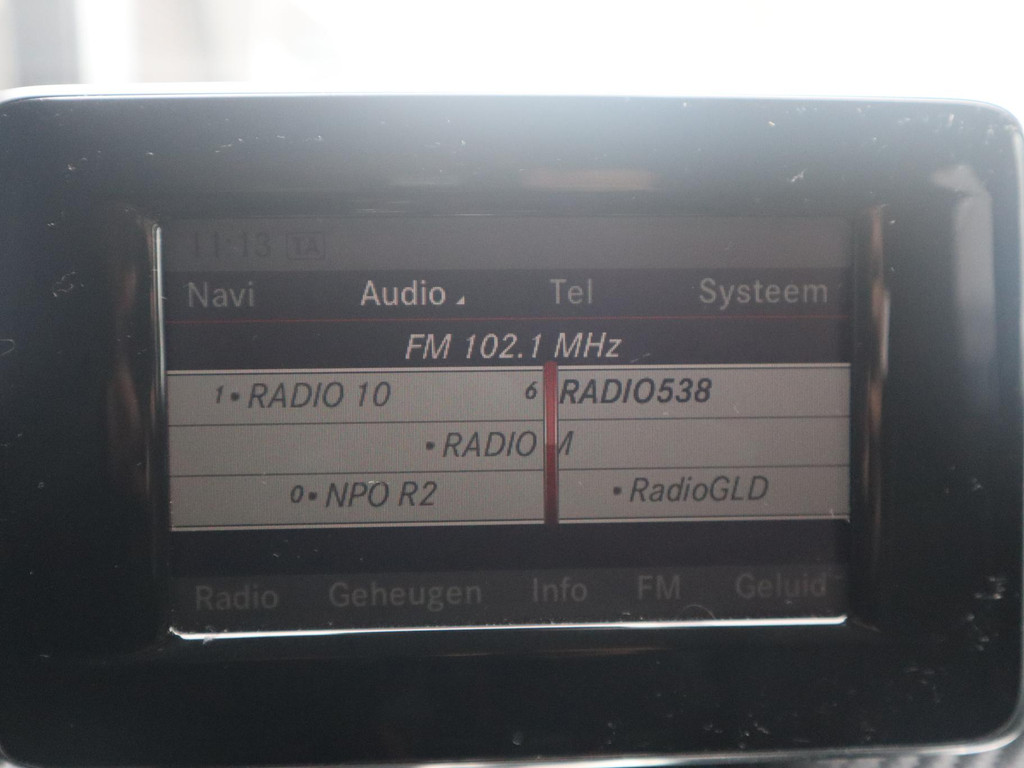 11:13 TA
Navi Audio Tel Systeem
FM 102.1 MHz
1•RADIO 10 6 RADIO538
•RADIO M
0•NPO R2 •RadioGLD
Radio Geheugen Info FM Geluid